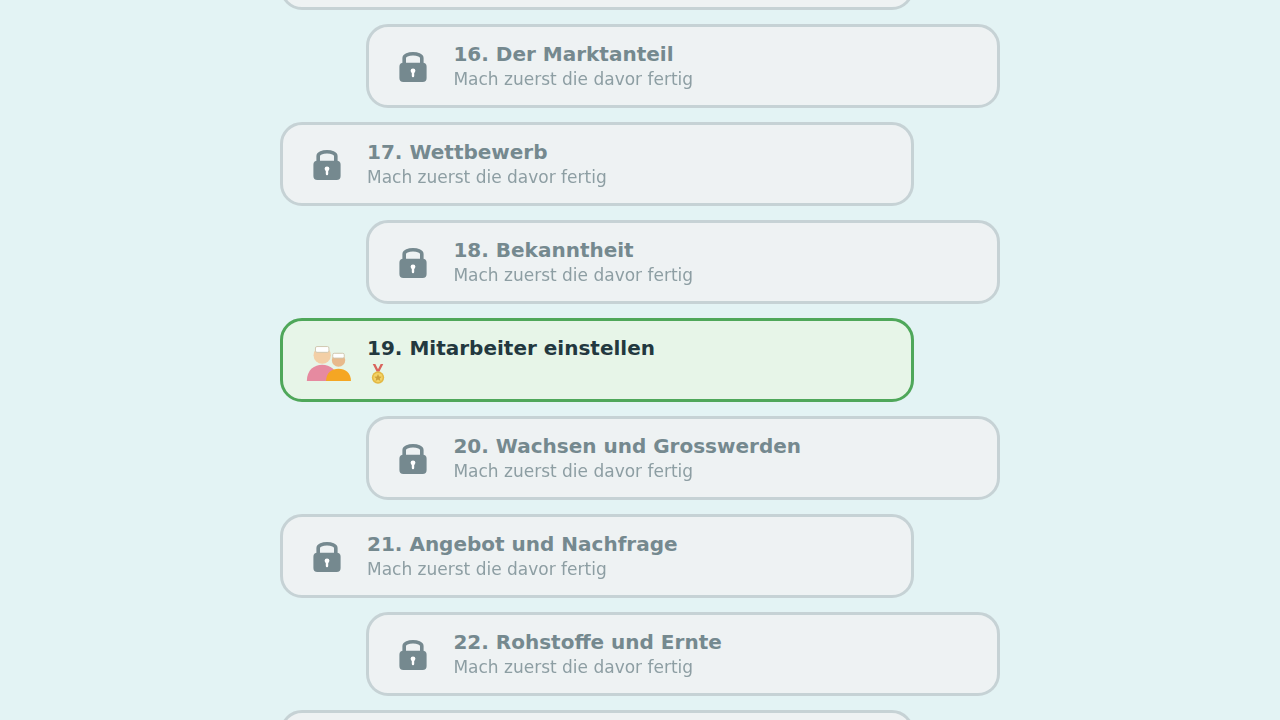 16. Der Marktanteil
Mach zuerst die davor fertig
17. Wettbewerb
Mach zuerst die davor fertig
18. Bekanntheit
Mach zuerst die davor fertig
19. Mitarbeiter einstellen
20. Wachsen und Grosswerden
Mach zuerst die davor fertig
21. Angebot und Nachfrage
Mach zuerst die davor fertig
22. Rohstoffe und Ernte
Mach zuerst die davor fertig